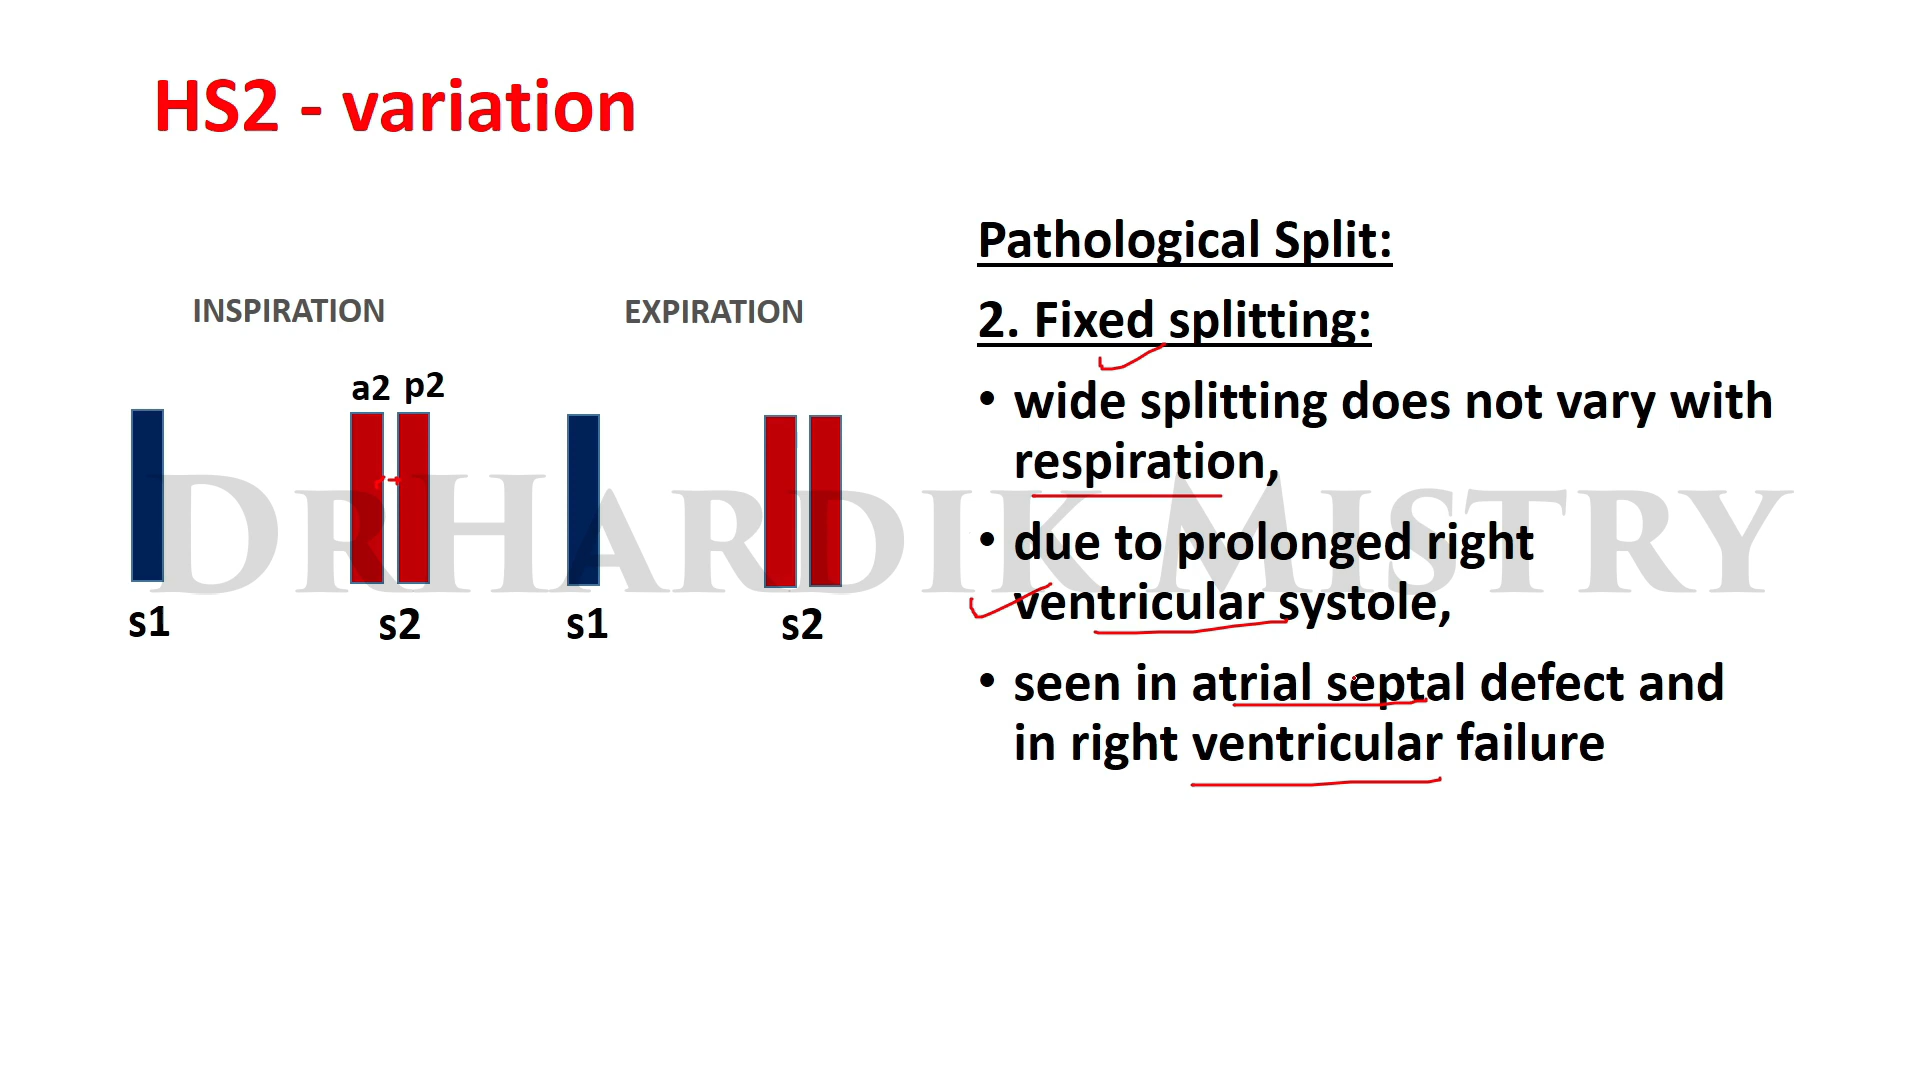 HS2 - variation
INSPIRATION
EXPIRATION
a2 p2
s1
s2
s1
s2
Pathological Split:
2. Fixed splitting:
• wide splitting does not vary with
respiration,
• due to prolonged right
ventricular systole,
• seen in atrial septal defect and
in right ventricular failure
DrHardik Mistry